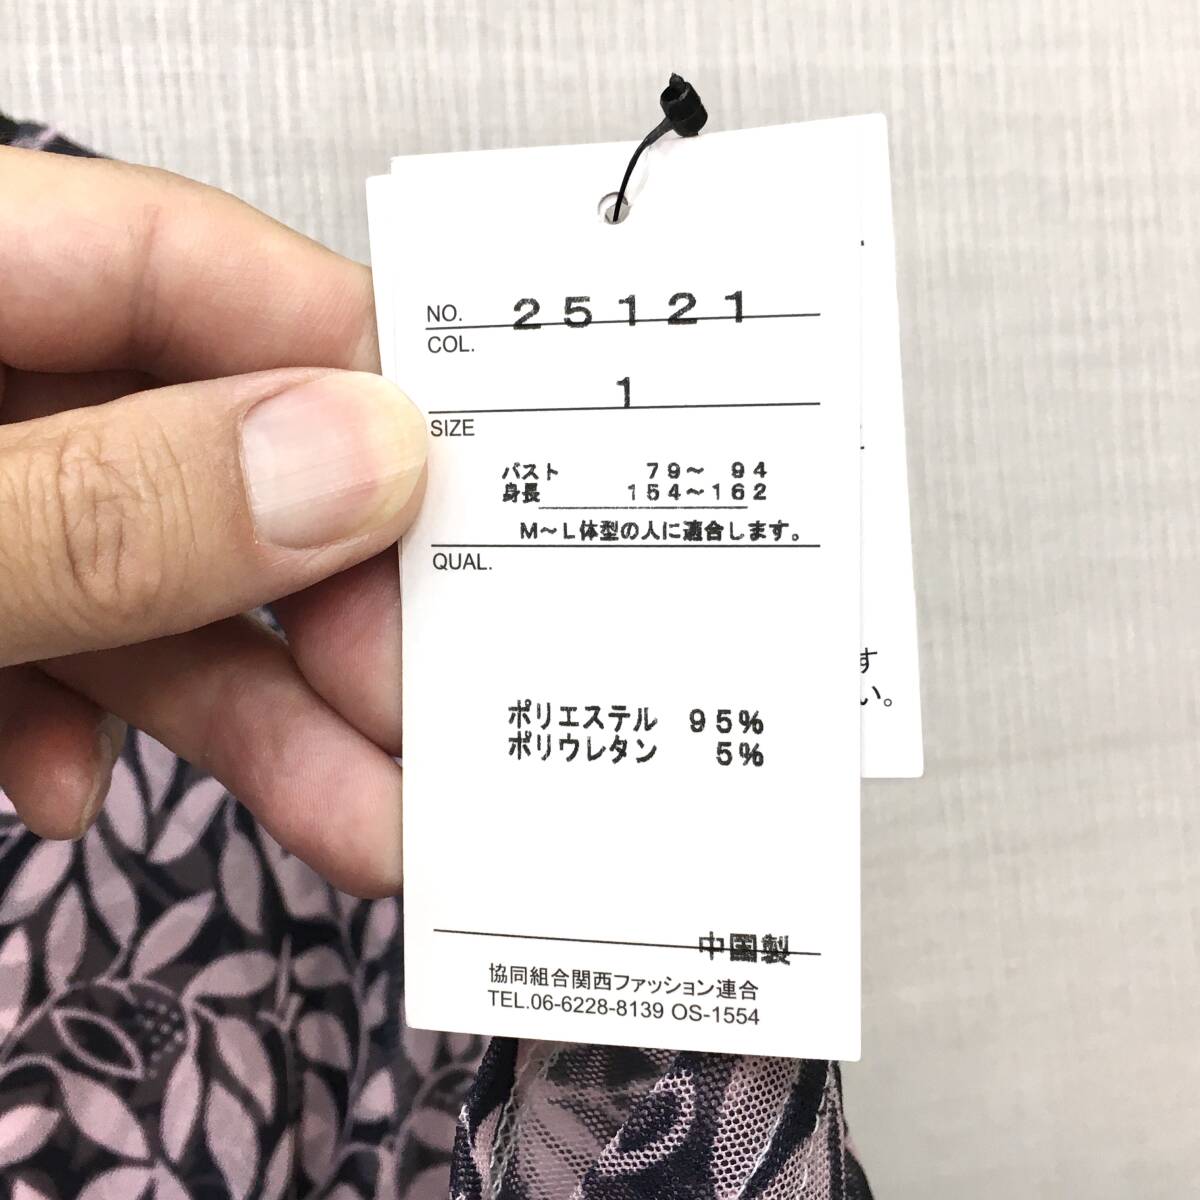 NO. 25121
COL.
1
SIZE
バスト 79～ 94
身長 154～162
M～L体型の人に適合します。
QUAL.
ポリエステル 95%
ポリウレタン 5%
中国製
協同組合関西ファッション連合
TEL.06-6228-8139 OS-1554
す
い。